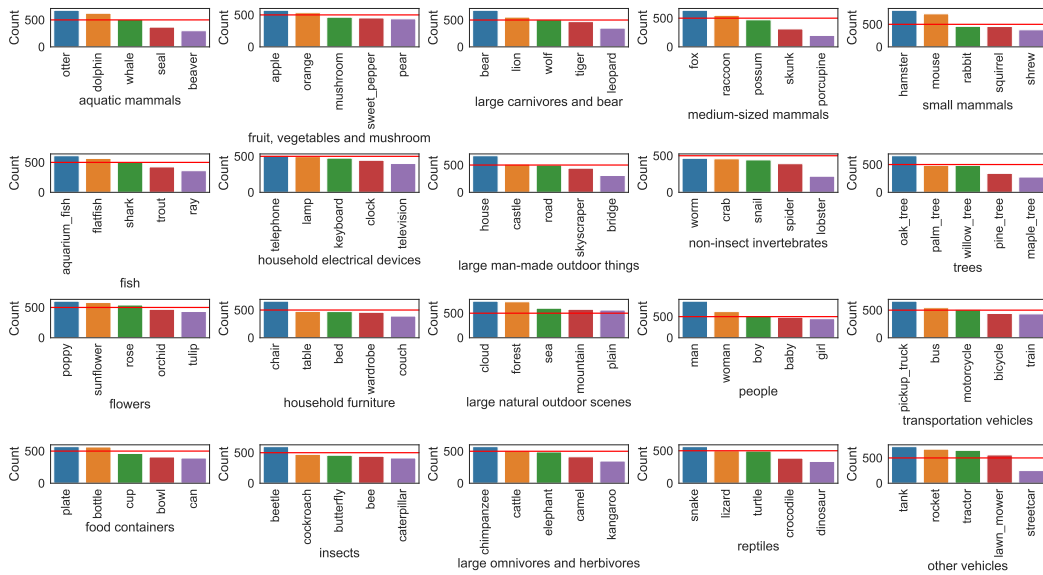 Count
500
0
otter
dolphin
whale
seal
beaver
aquatic mammals
Count
500
0
apple
orange
mushroom
sweet_pepper
pear
fruit, vegetables and mushroom
Count
500
0
bear
lion
wolf
tiger
leopard
large carnivores and bear
Count
500
0
fox
raccoon
possum
skunk
porcupine
medium-sized mammals
Count
500
0
hamster
mouse
rabbit
squirrel
shrew
small mammals
Count
500
0
aquarium_fish
flatfish
shark
trout
ray
fish
Count
500
0
telephone
lamp
keyboard
clock
television
household electrical devices
Count
500
0
house
castle
road
skyscraper
bridge
large man-made outdoor things
Count
500
0
worm
crab
snail
spider
lobster
non-insect invertebrates
Count
500
0
oak_tree
palm_tree
willow_tree
pine_tree
maple_tree
trees
Count
500
0
poppy
sunflower
rose
orchid
tulip
flowers
Count
500
0
chair
table
bed
wardrobe
couch
household furniture
Count
500
0
cloud
forest
sea
mountain
plain
large natural outdoor scenes
Count
500
0
man
woman
boy
baby
girl
people
Count
500
0
pickup_truck
bus
motorcycle
bicycle
train
transportation vehicles
Count
500
0
plate
bottle
cup
bowl
can
food containers
Count
500
0
beetle
cockroach
butterfly
bee
caterpillar
insects
Count
500
0
chimpanzee
cattle
elephant
camel
kangaroo
large omnivores and herbivores
Count
500
0
snake
lizard
turtle
crocodile
dinosaur
reptiles
Count
500
0
tank
rocket
tractor
lawn_mower
streetcar
other vehicles